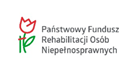 Państwowy Fundusz
Rehabilitacji Osób
Niepełnosprawnych